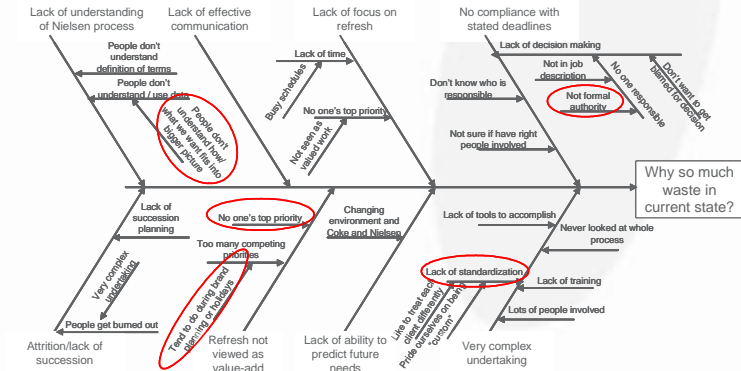 Lack of understanding
of Nielsen process
Lack of effective
communication
Lack of focus on
refresh
No compliance with
stated deadlines
People don't
understand
definition of terms
People don't
understand / use data
People don't
understand how/
what we want fits into
bigger picture
Lack of time
Busy schedules
No one's top priority
Not seen as
valued work
Lack of decision making
Not in job
description
Don't know who is
responsible
Not formal
authority
No one responsible
Don't want to get
blamed for decision
Not sure if have right
people involved
Why so much
waste in
current state?
Lack of
succession
planning
Very complex
undertaking
People get burned out
Attrition/lack of
succession
No one's top priority
Too many competing
priorities
Tend to do during brand
planning or holidays
Refresh not
viewed as
value-add
Changing
environment and
Coke and Nielsen
Lack of ability to
predict future
needs
Lack of tools to accomplish
Never looked at whole
process
Lack of standardization
Like to treat each
client differently
Pride ourselves on being
"custom"
Lack of training
Lots of people involved
Very complex
undertaking